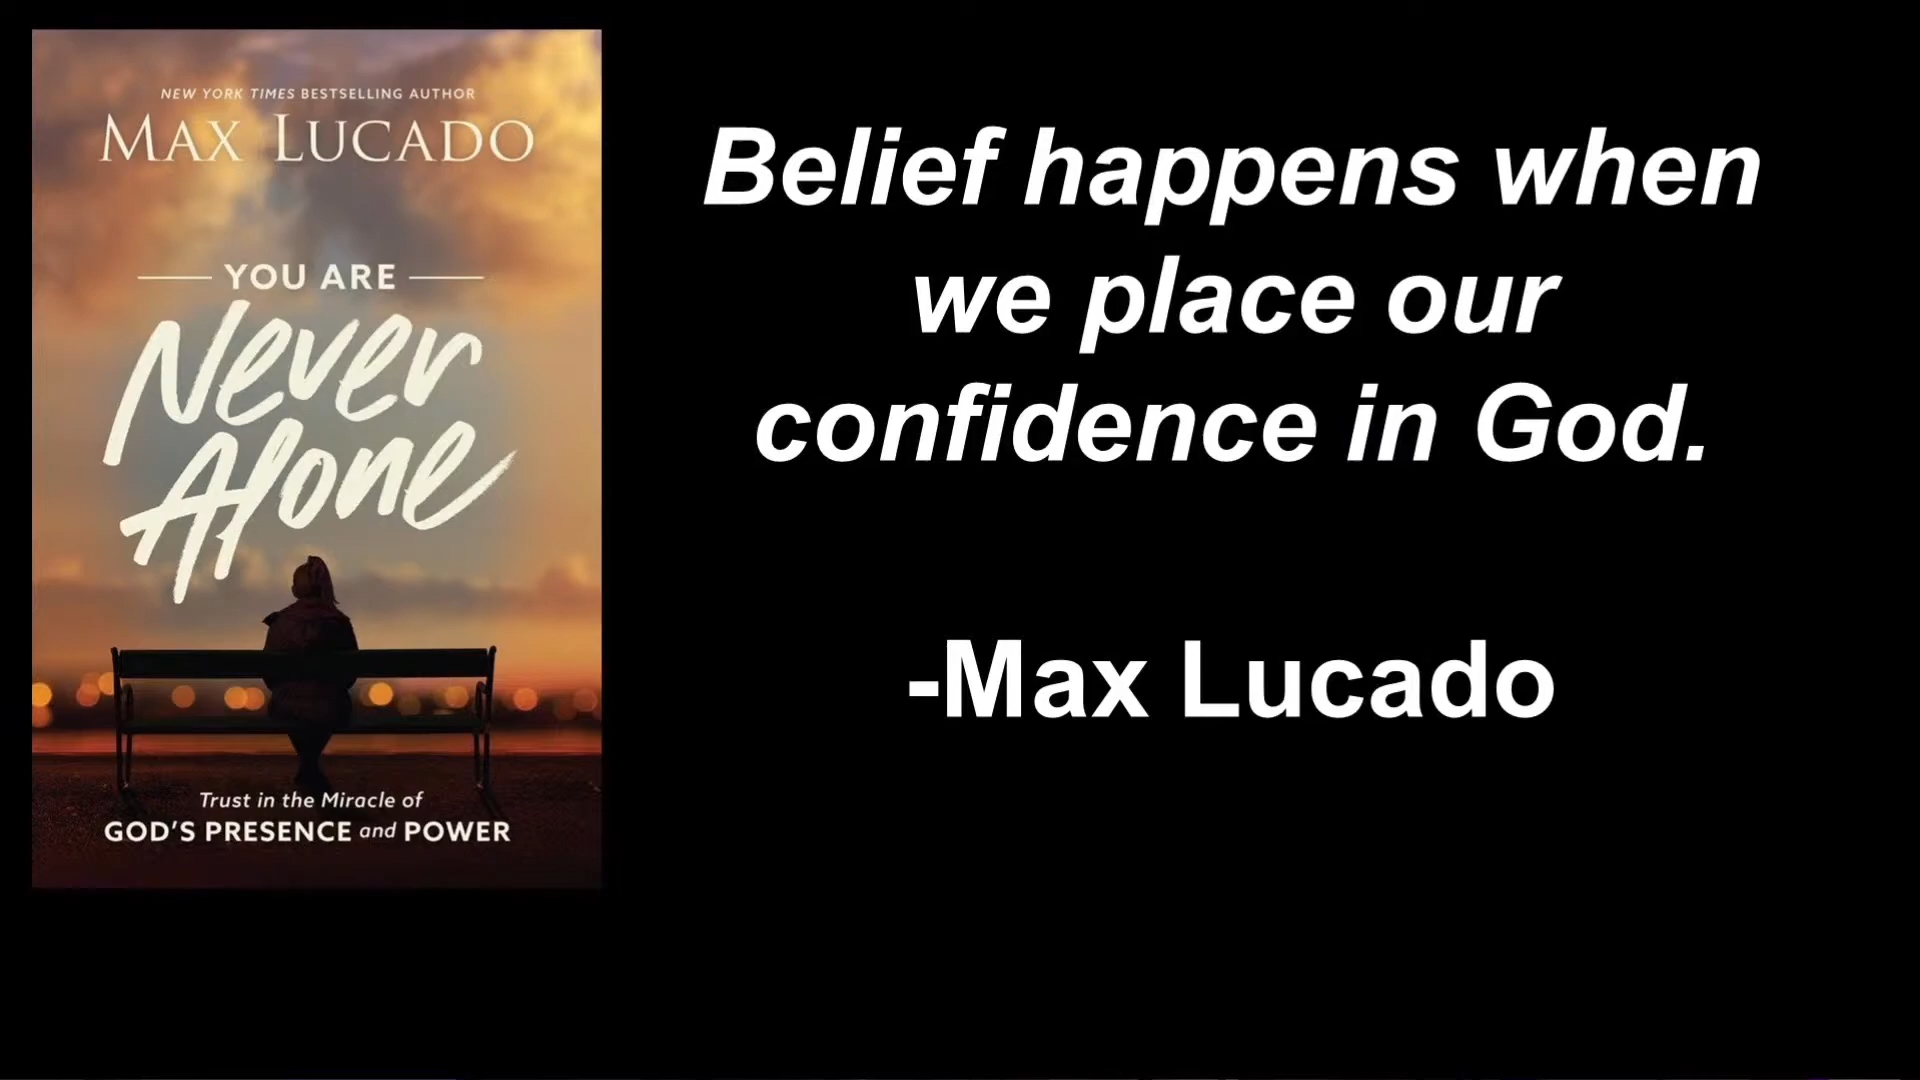 NEW YORK TIMES BESTSELLING AUTHOR
MAX LUCADO
YOU ARE
Never
Alone
Trust in the Miracle of
GOD'S PRESENCE and POWER
Belief happens when
we place our
confidence in God.
-Max Lucado